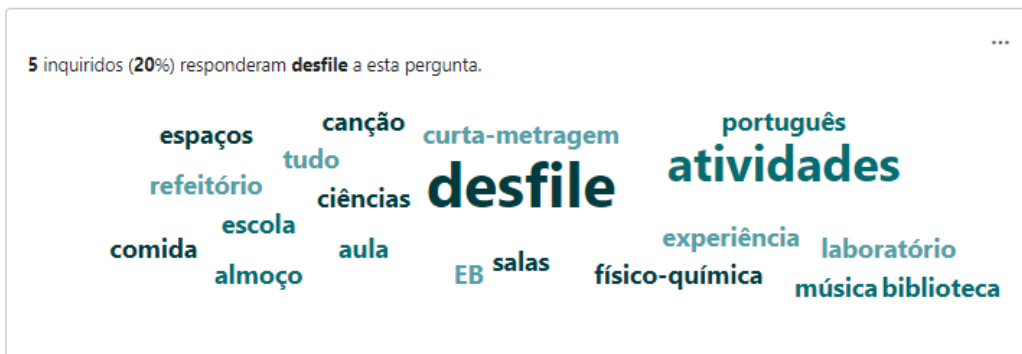 5 inquiridos (20%) responderam desfile a esta pergunta.
canção
português
espaços
curta-metragem
tudo
atividades
refeitório
ciências
desfile
escola
experiência
comida
aula
laboratório
salas
almoço
EB
físico-química
música biblioteca